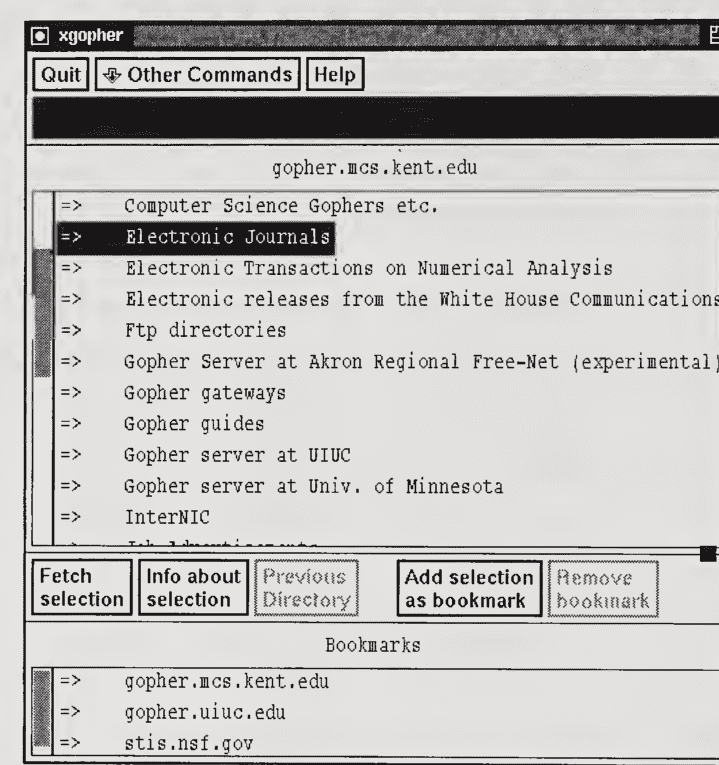 xgopher
Quit Other Commands Help
gopher.mcs.kent.edu
=> Computer Science Gophers etc.
=> Electronic Journals
=> Electronic Transactions on Numerical Analysis
=> Electronic releases from the White House Communications
=> Ftp directories
=> Gopher Server at Akron Regional Free-Net (experimental)
=> Gopher gateways
=> Gopher guides
=> Gopher server at UIUC
=> Gopher server at Univ. of Minnesota
=> InterNIC
Fetch selection
Info about selection
Previous Directory
Add selection as bookmark
Remove bookmark
Bookmarks
=> gopher.mcs.kent.edu
=> gopher.uiuc.edu
=> stis.nsf.gov